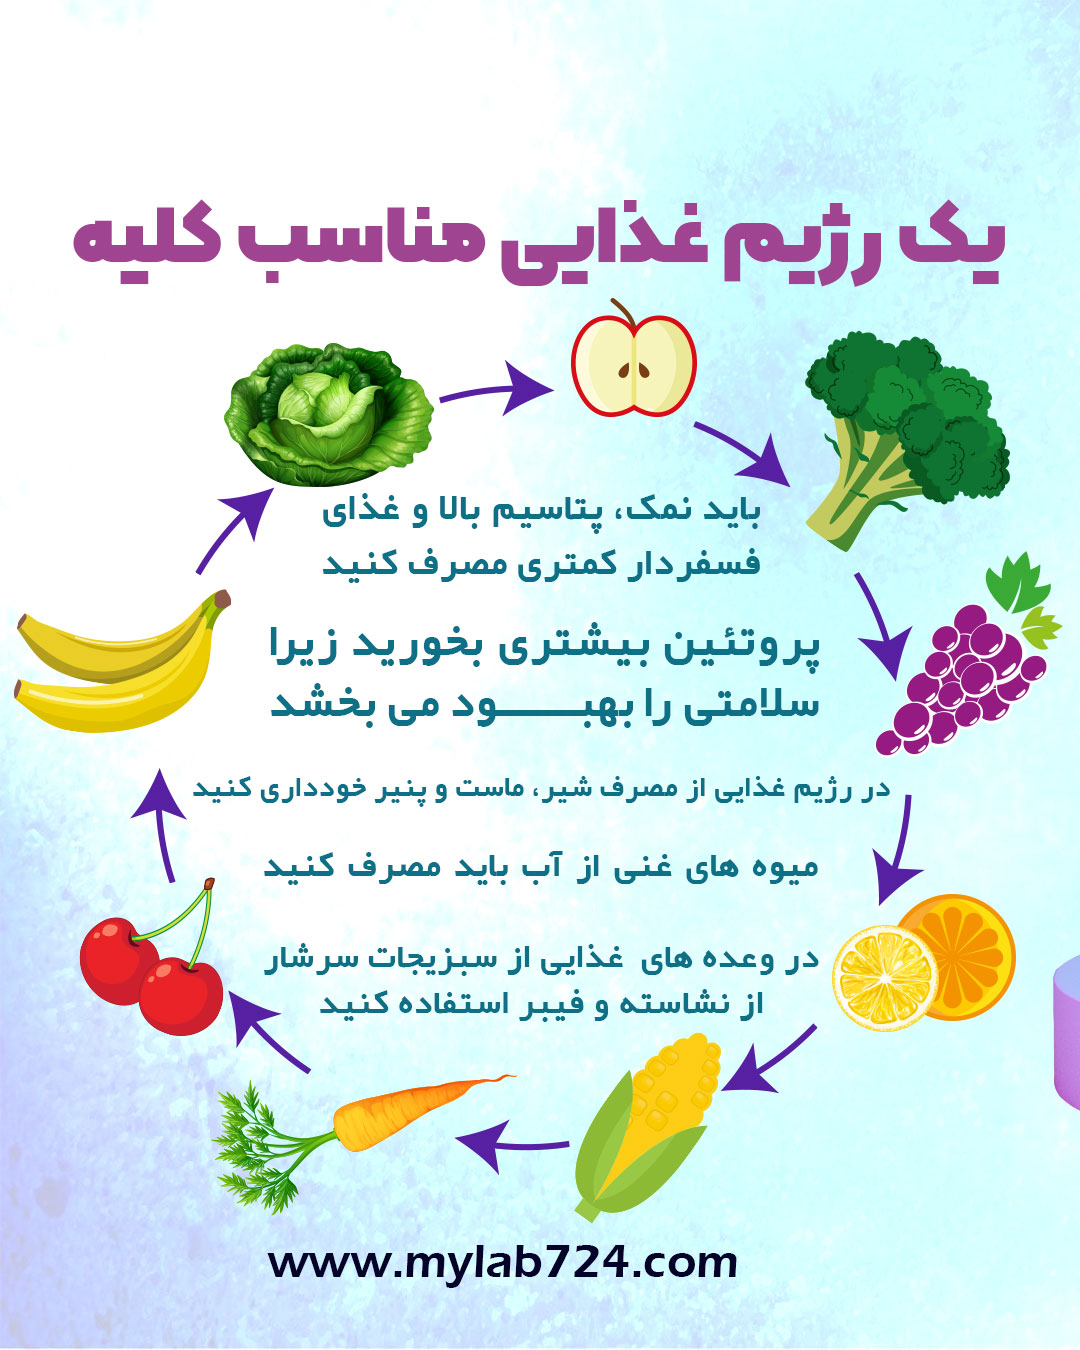 یک رژیم غذایی مناسب کلیه
باید نمک، پتاسیم بالا و غذای
فسفردار کمتری مصرف کنید
پروتئین بیشتری بخورید زیرا
سلامتی را بهبـــــــود می بخشد
در رژیم غذایی از مصرف شیر، ماست و پنیر خودداری کنید
میوه های غنی از آب باید مصرف کنید
در وعده های غذایی از سبزیجات سرشار
از نشاسته و فیبر استفاده کنید
www.mylab724.com